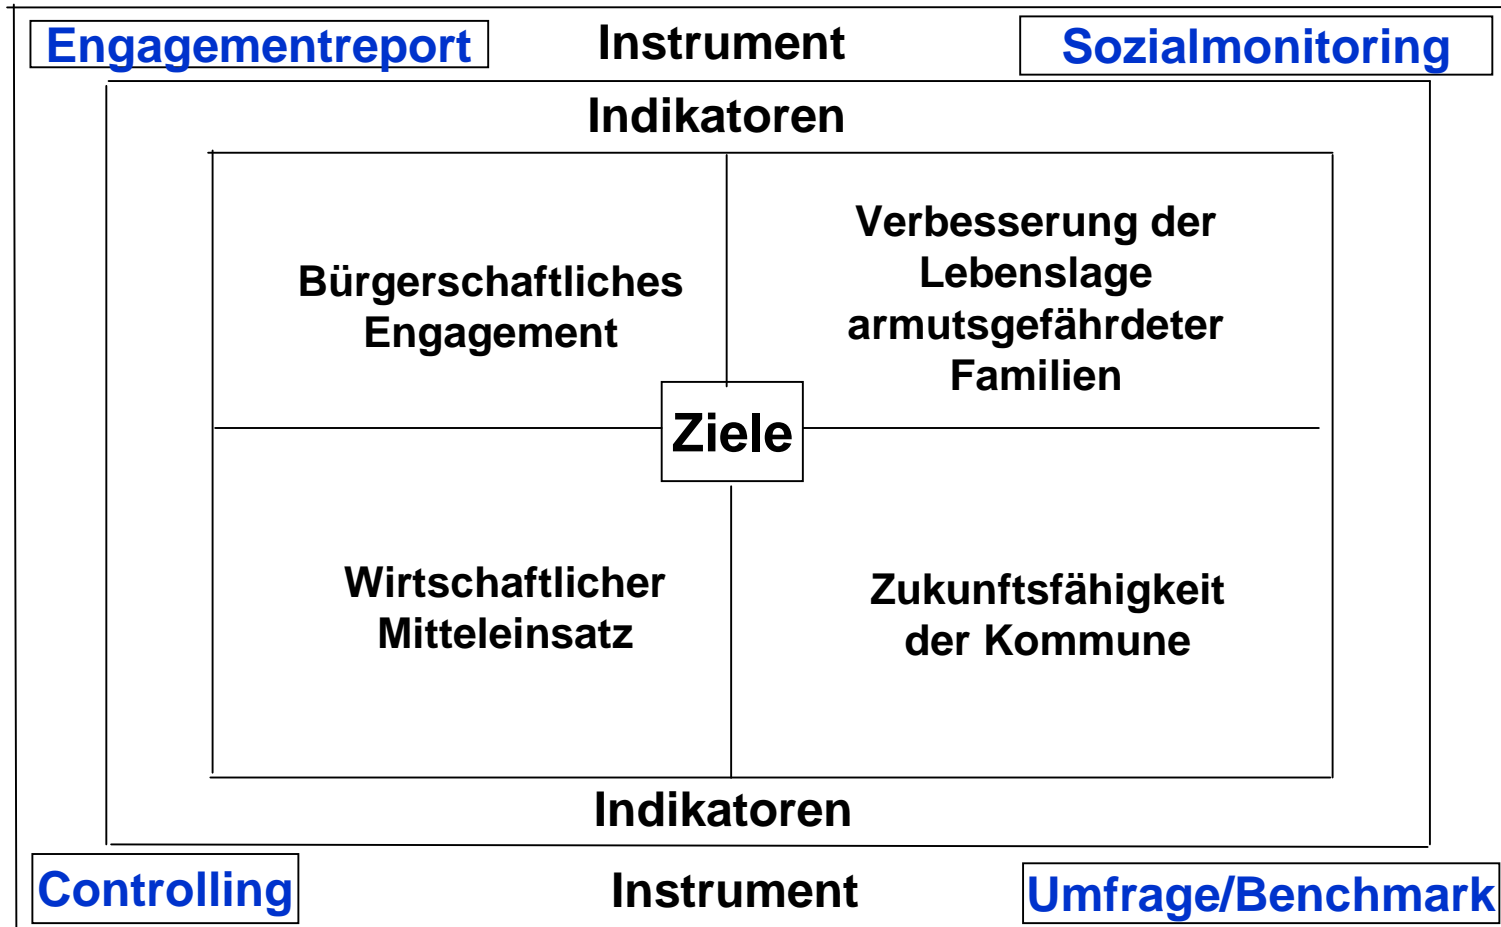 Engagementreport
Instrument
Sozialmonitoring
Indikatoren
Bürgerschaftliches
Engagement
Verbesserung der
Lebenslage
armutsgefährdeter
Familien
Ziele
Wirtschaftlicher
Mitteleinsatz
Zukunftsfähigkeit
der Kommune
Indikatoren
Controlling
Instrument
Umfrage/Benchmark